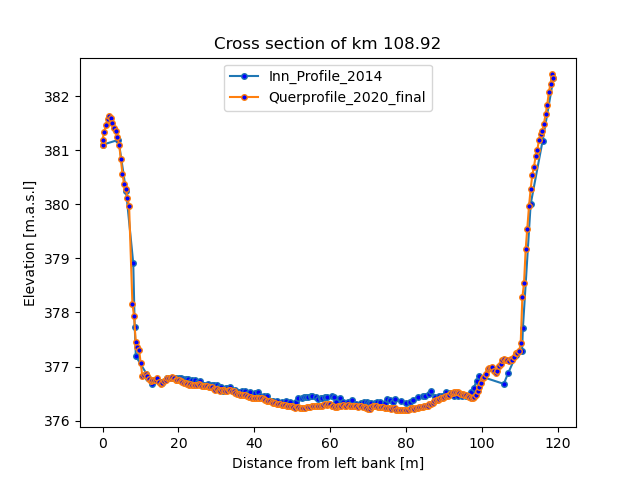 Cross section of km 108.92
Inn_Profile_2014
Querprofile_2020_final
Elevation [m.a.s.l]
382
381
380
379
378
377
376
0 20 40 60 80 100 120
Distance from left bank [m]